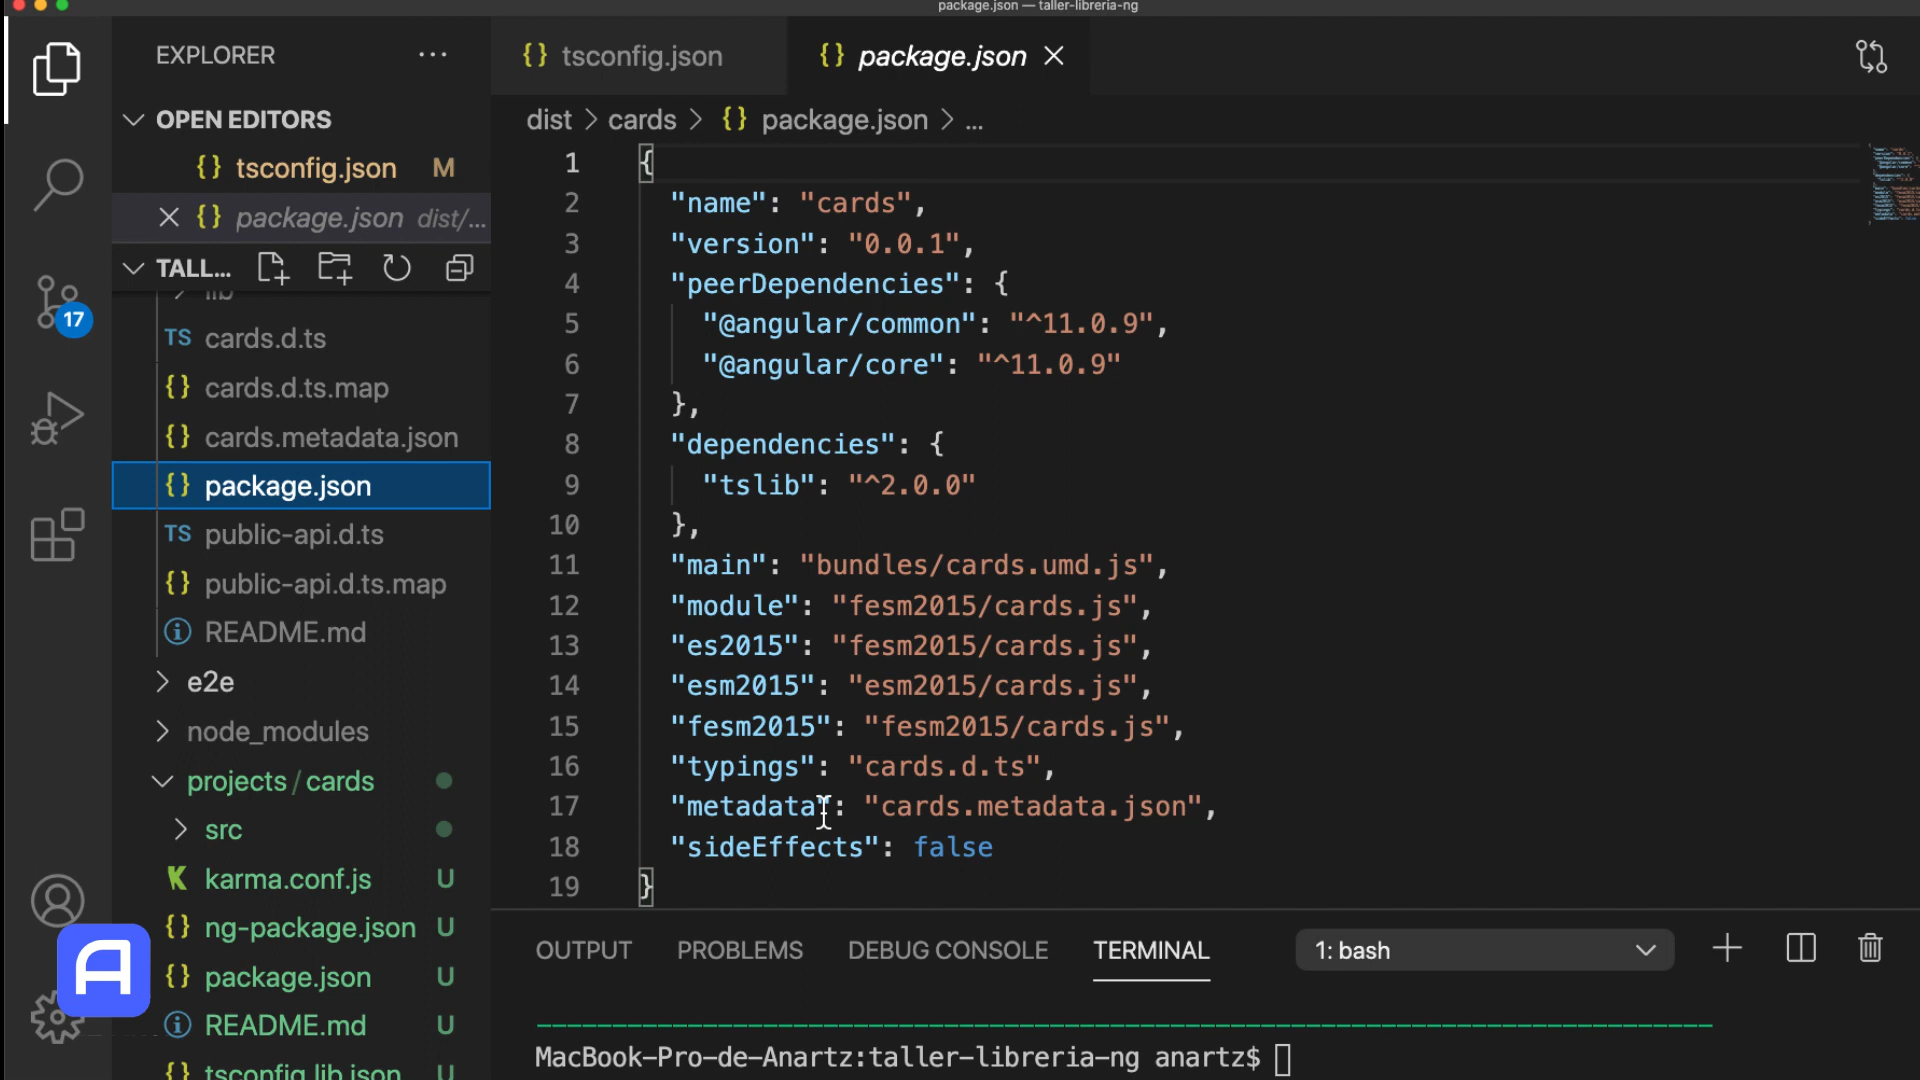 package.json — taller-libreria-ng
EXPLORER
tsconfig.json
package.json
OPEN EDITORS
tsconfig.json M
package.json dist/...
TALL...
lib
TS cards.d.ts
cards.d.ts.map
cards.metadata.json
package.json
TS public-api.d.ts
public-api.d.ts.map
README.md
e2e
node_modules
projects / cards
src
karma.conf.js U
ng-package.json U
package.json U
README.md U
tsconfig.lib.json U
17
dist > cards > {} package.json > ...
1 {
2 "name": "cards",
3 "version": "0.0.1",
4 "peerDependencies": {
5 "@angular/common": "^11.0.9",
6 "@angular/core": "^11.0.9"
7 },
8 "dependencies": {
9 "tslib": "^2.0.0"
10 },
11 "main": "bundles/cards.umd.js",
12 "module": "fesm2015/cards.js",
13 "es2015": "fesm2015/cards.js",
14 "esm2015": "esm2015/cards.js",
15 "fesm2015": "fesm2015/cards.js",
16 "typings": "cards.d.ts",
17 "metadata": "cards.metadata.json",
18 "sideEffects": false
19 }
OUTPUT PROBLEMS DEBUG CONSOLE TERMINAL 1: bash
MacBook-Pro-de-Anartz:taller-libreria-ng anartz$